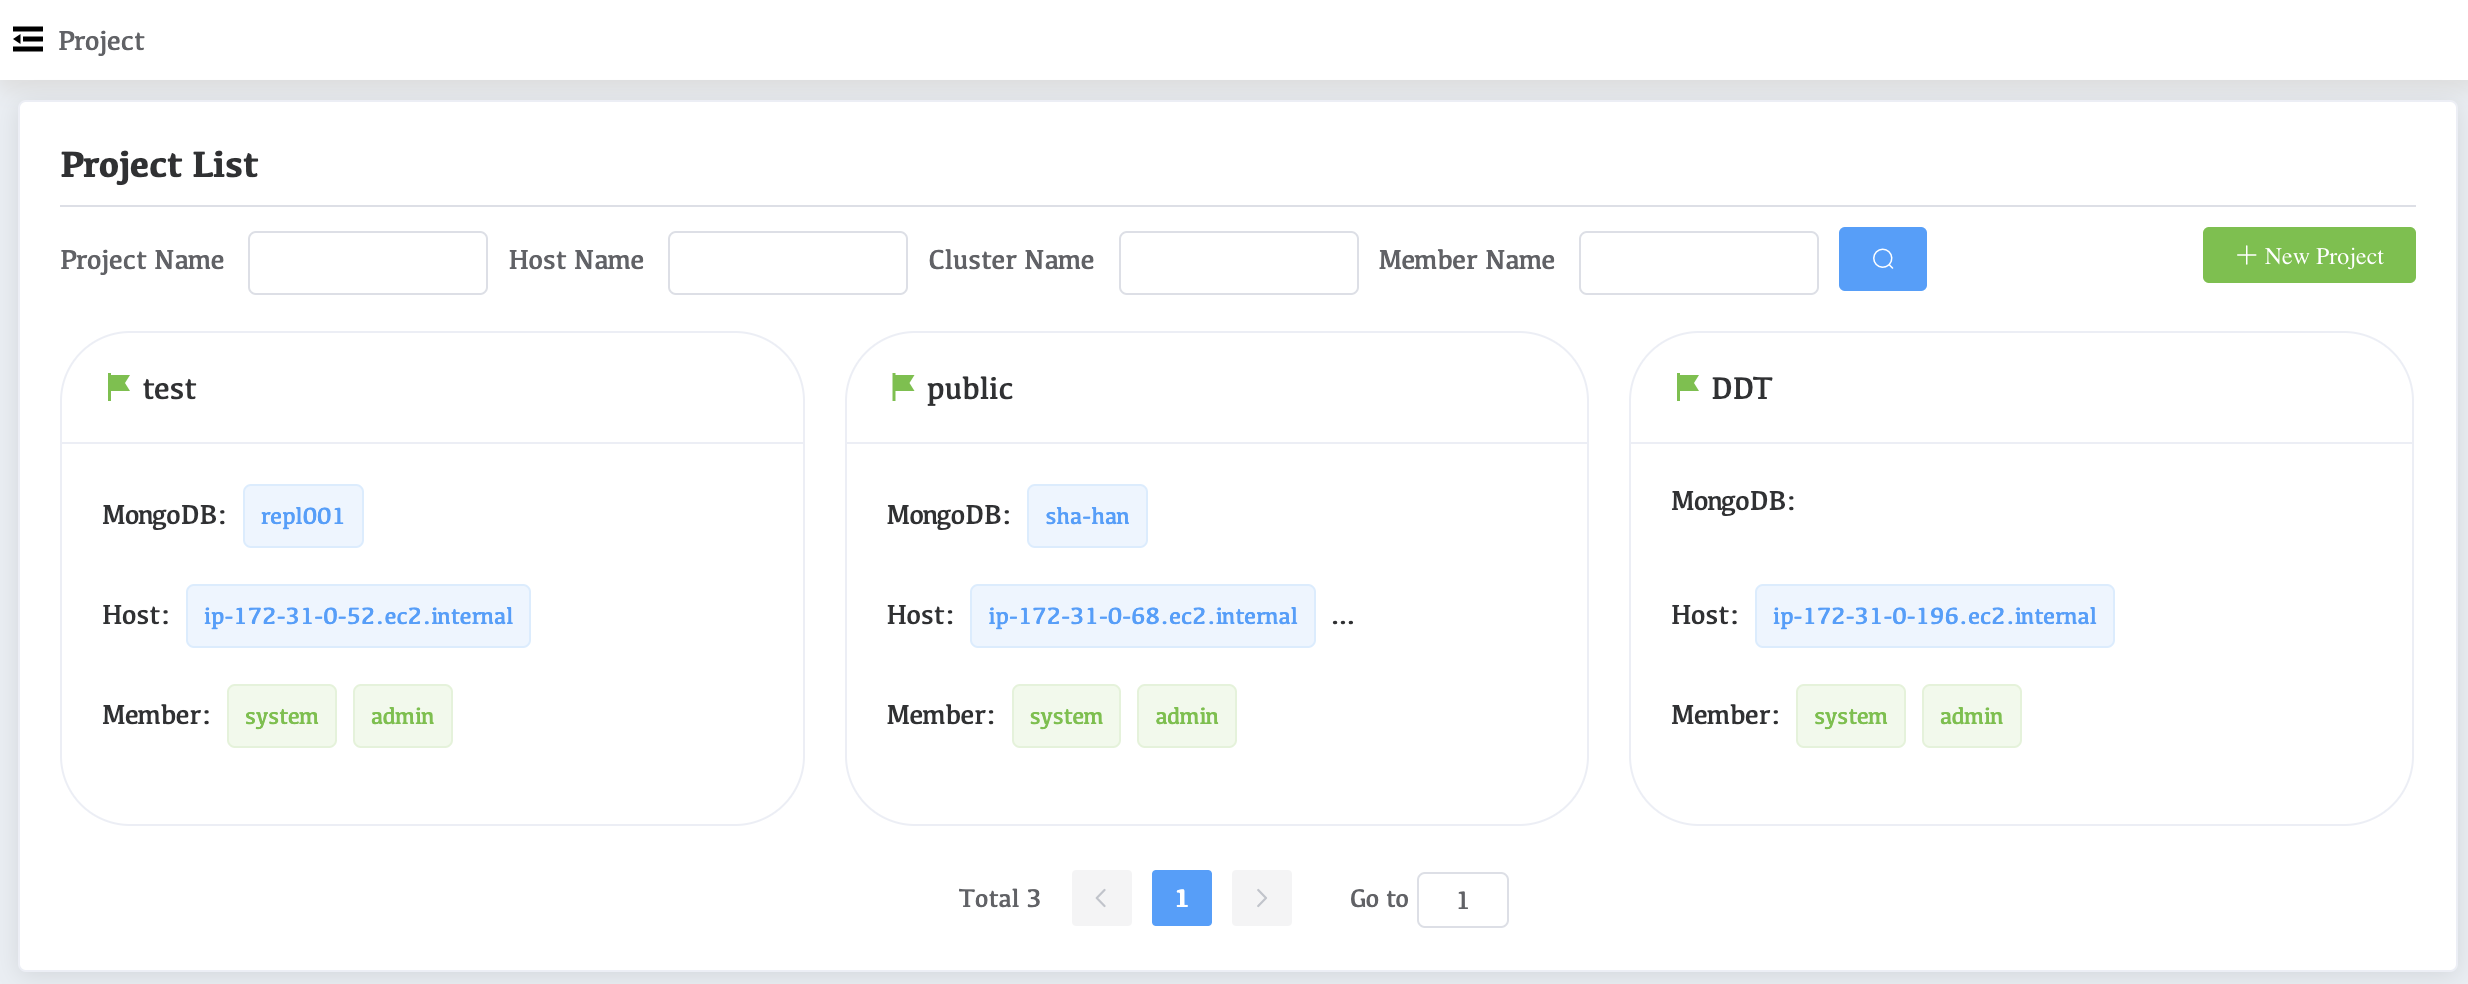 Project
Project List
Project Name Host Name Cluster Name Member Name New Project
test
MongoDB: repl001
Host: ip-172-31-0-52.ec2.internal
Member: system admin
public
MongoDB: sha-han
Host: ip-172-31-0-68.ec2.internal ...
Member: system admin
DDT
MongoDB:
Host: ip-172-31-0-196.ec2.internal
Member: system admin
Total 3 1 Go to 1